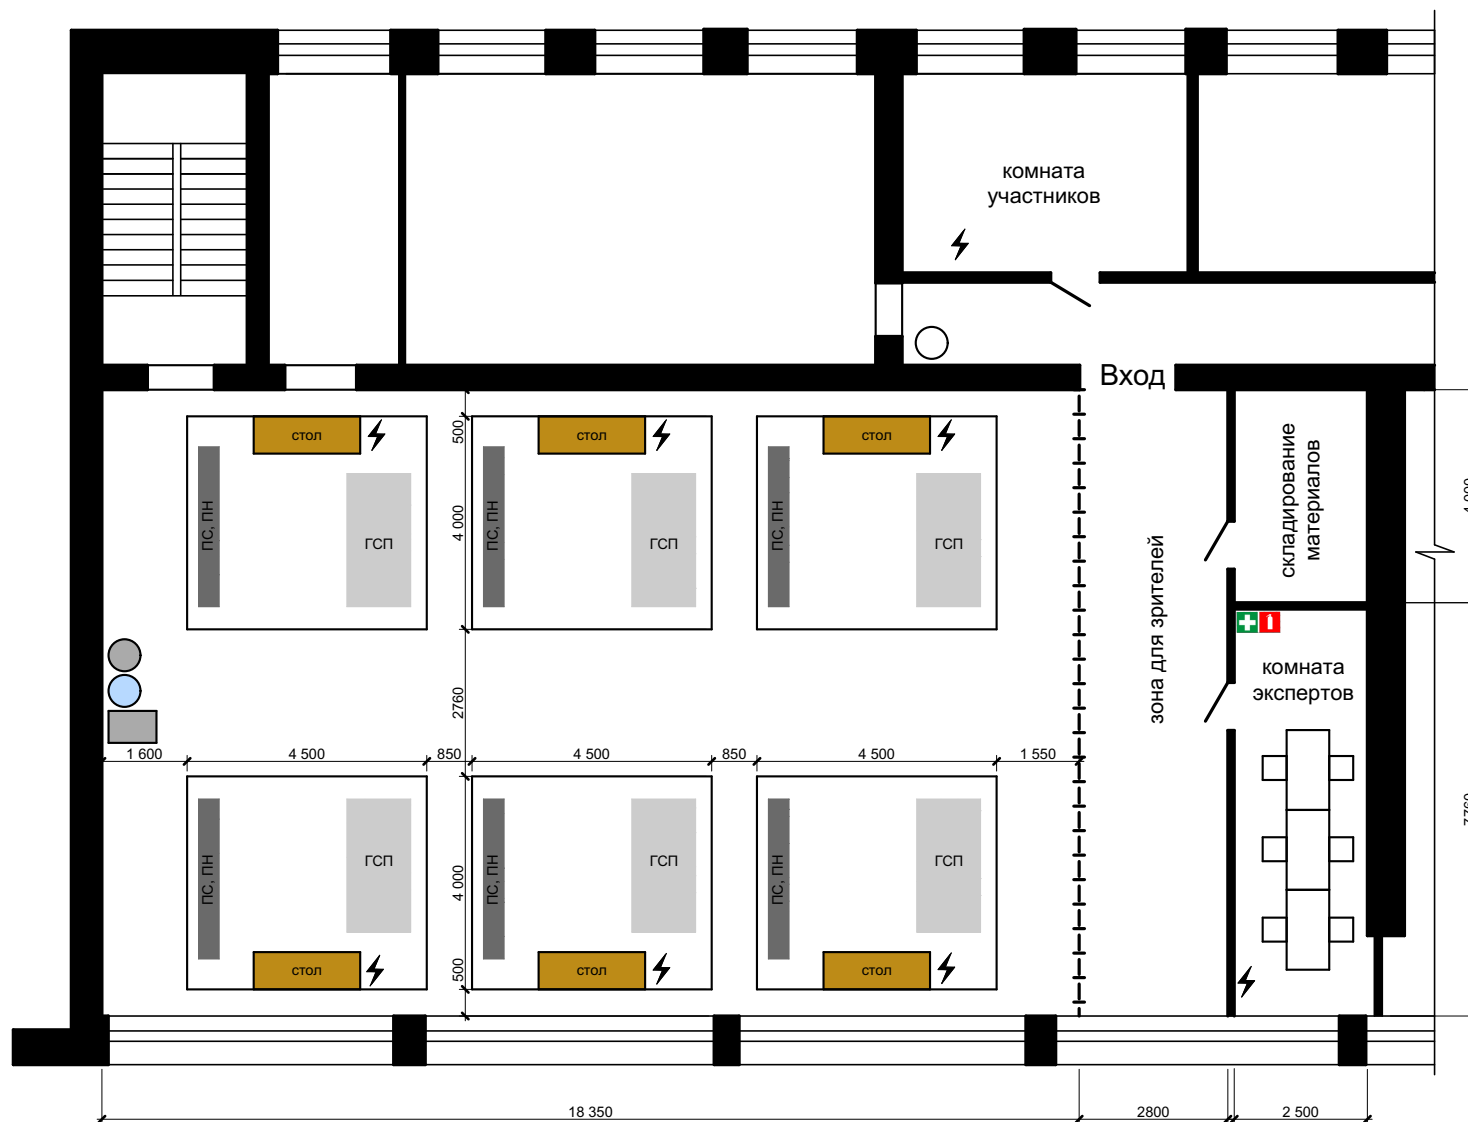 комната
участников
Вход
стол
стол
стол
500
ПС, ПН
ПС, ПН
ПС, ПН
4 000
ГСП
ГСП
ГСП
складирование
материалов
зона для зрителей
комната
экспертов
2760
1 600
4 500
850
4 500
850
4 500
1 550
ПС, ПН
ПС, ПН
ПС, ПН
4 000
ГСП
ГСП
ГСП
500
стол
стол
стол
18 350
2800
2 500